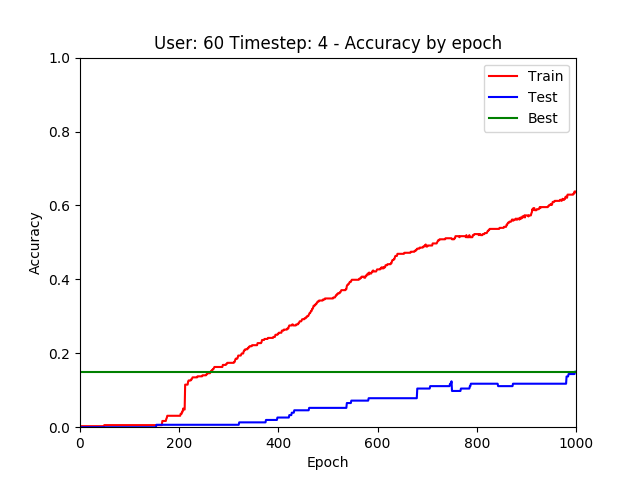 User: 60 Timestep: 4 - Accuracy by epoch
1.0
0.8
0.6
0.4
0.2
0.0
Accuracy
Train
Test
Best
0 200 400 600 800 1000
Epoch